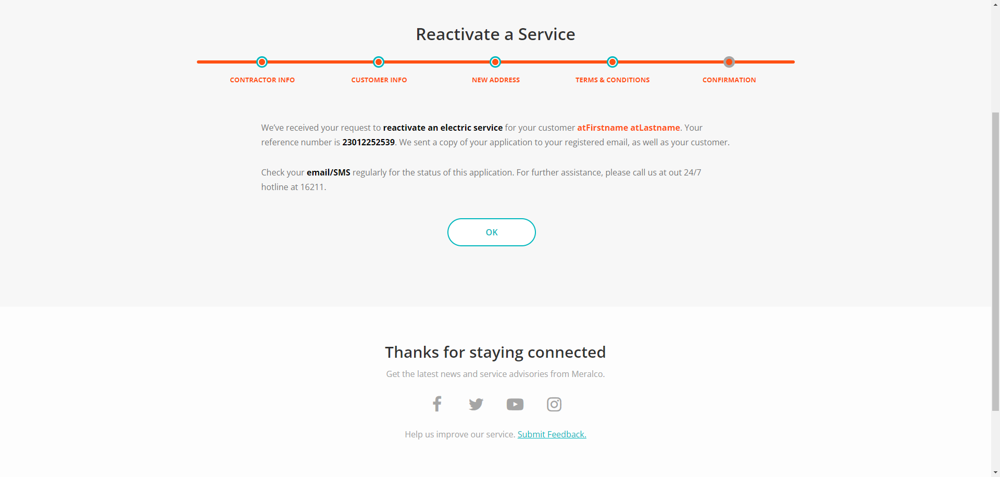 Reactivate a Service
CONTRACTOR INFO
CUSTOMER INFO
NEW ADDRESS
TERMS & CONDITIONS
CONFIRMATION
We’ve received your request to reactivate an electric service for your customer atFirstname atLastname. Your
reference number is 23012252539. We sent a copy of your application to your registered email, as well as your customer.
Check your email/SMS regularly for the status of this application. For further assistance, please call us at out 24/7
hotline at 16211.
OK
Thanks for staying connected
Get the latest news and service advisories from Meralco.
Help us improve our service. Submit Feedback.